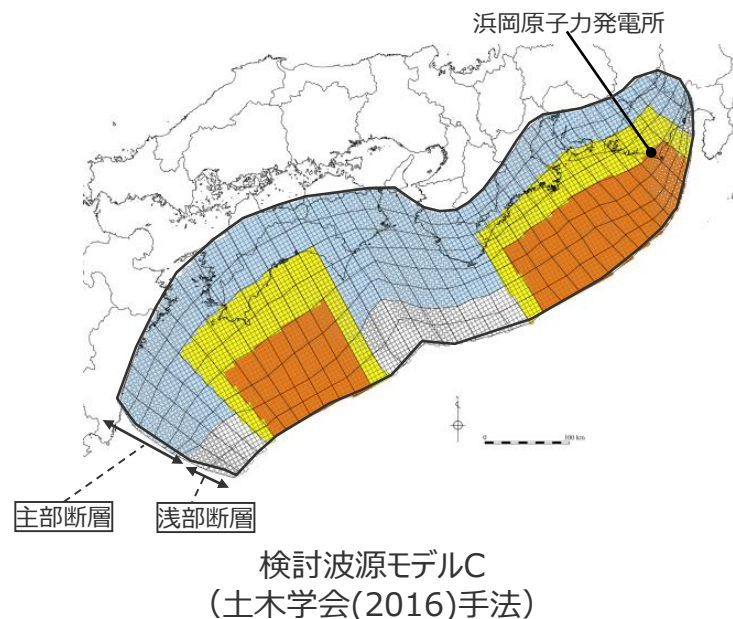 浜岡原子力発電所
0
100 km
主部断層
浅部断層
検討波源モデルC
（土木学会(2016)手法）